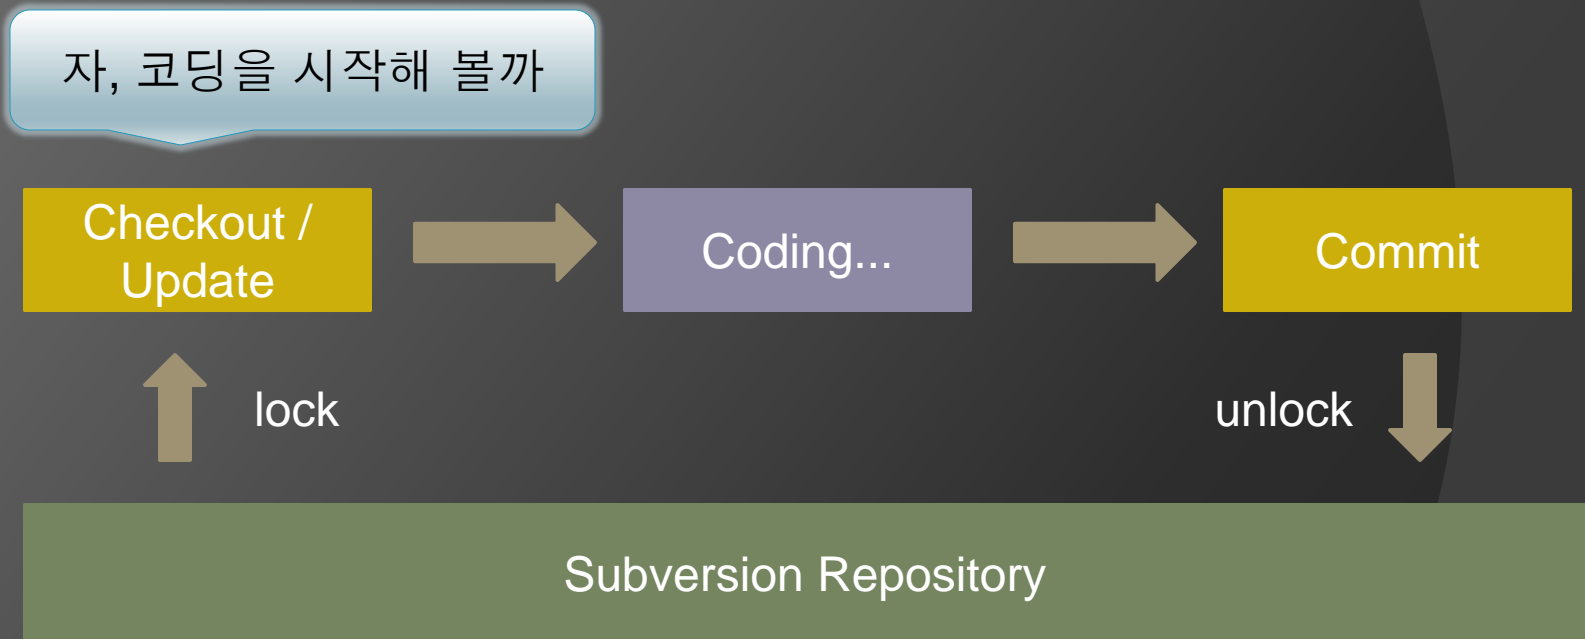 자, 코딩을 시작해 볼까
Checkout /
Update
Coding...
Commit
lock
unlock
Subversion Repository